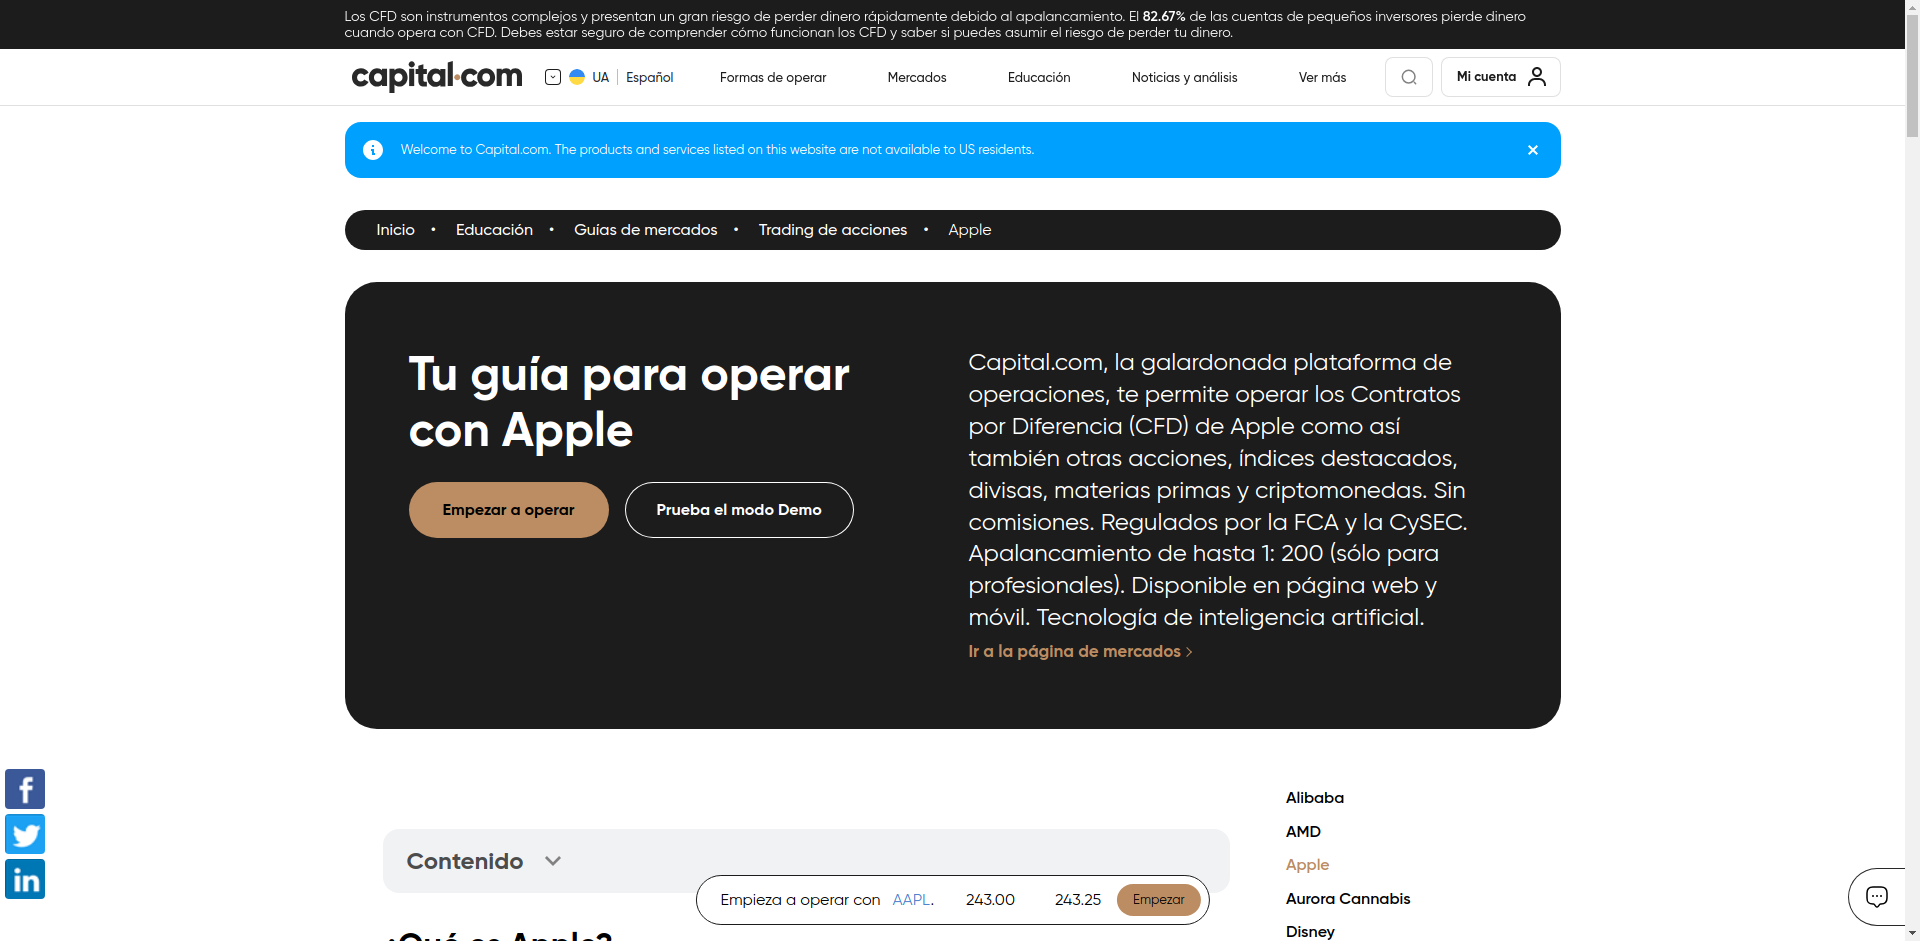 Los CFD son instrumentos complejos y presentan un gran riesgo de perder dinero rápidamente debido al apalancamiento. El 82.67% de las cuentas de pequeños inversores pierde dinero
cuando opera con CFD. Debes estar seguro de comprender cómo funcionan los CFD y saber si puedes asumir el riesgo de perder tu dinero.
capital.com
UA Español
Formas de operar
Mercados
Educación
Noticias y análisis
Ver más
Mi cuenta
Welcome to Capital.com. The products and services listed on this website are not available to US residents.
Inicio • Educación • Guías de mercados • Trading de acciones • Apple
Tu guía para operar
con Apple
Empezar a operar
Prueba el modo Demo
Capital.com, la galardonada plataforma de
operaciones, te permite operar los Contratos
por Diferencia (CFD) de Apple como así
también otras acciones, índices destacados,
divisas, materias primas y criptomonedas. Sin
comisiones. Regulados por la FCA y la CySEC.
Apalancamiento de hasta 1: 200 (sólo para
profesionales). Disponible en página web y
móvil. Tecnología de inteligencia artificial.
Ir a la página de mercados
Contenido
¿Qué es Apple?
Empieza a operar con AAPL. 243.00 243.25 Empezar
Alibaba
AMD
Apple
Aurora Cannabis
Disney